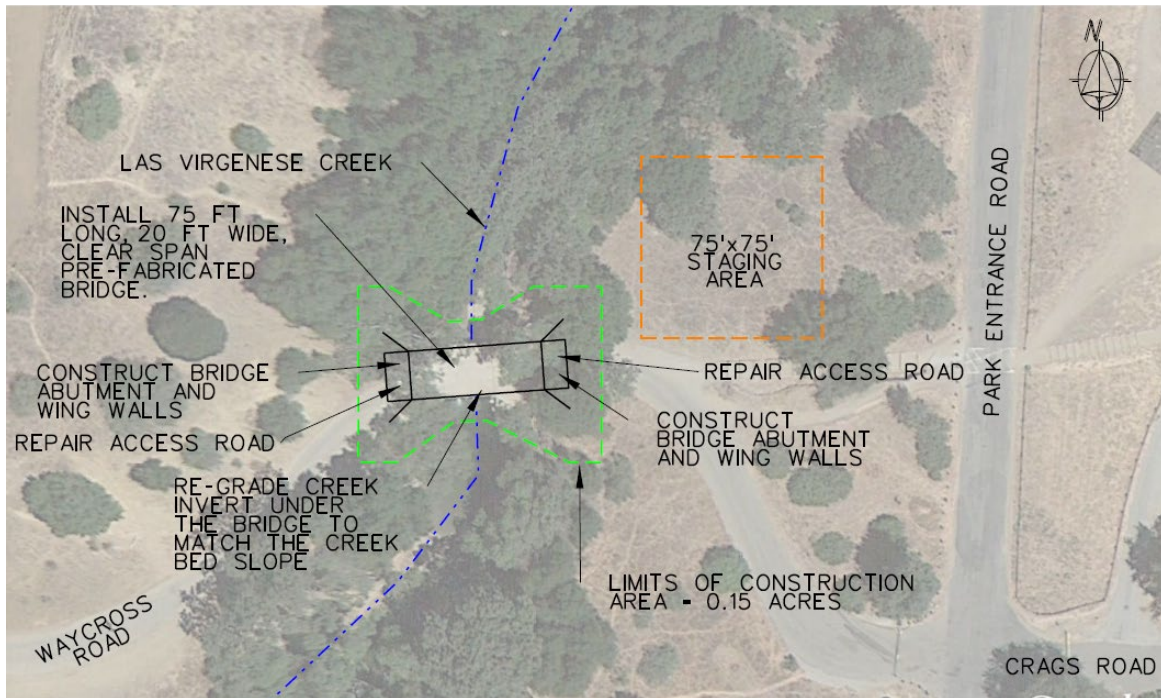 N
LAS VIRGENESE CREEK
INSTALL 75 FT
LONG, 20 FT WIDE,
CLEAR SPAN
PRE-FABRICATED
BRIDGE.
75'x75'
STAGING
AREA
PARK ENTRANCE ROAD
CONSTRUCT BRIDGE
ABUTMENT AND
WING WALLS
REPAIR ACCESS ROAD
REPAIR ACCESS ROAD
CONSTRUCT
BRIDGE ABUTMENT
AND WING WALLS
RE-GRADE CREEK
INVERT UNDER
THE BRIDGE TO
MATCH THE CREEK
BED SLOPE
LIMITS OF CONSTRUCTION
AREA - 0.15 ACRES
WAYCROSS
ROAD
CRAGS ROAD